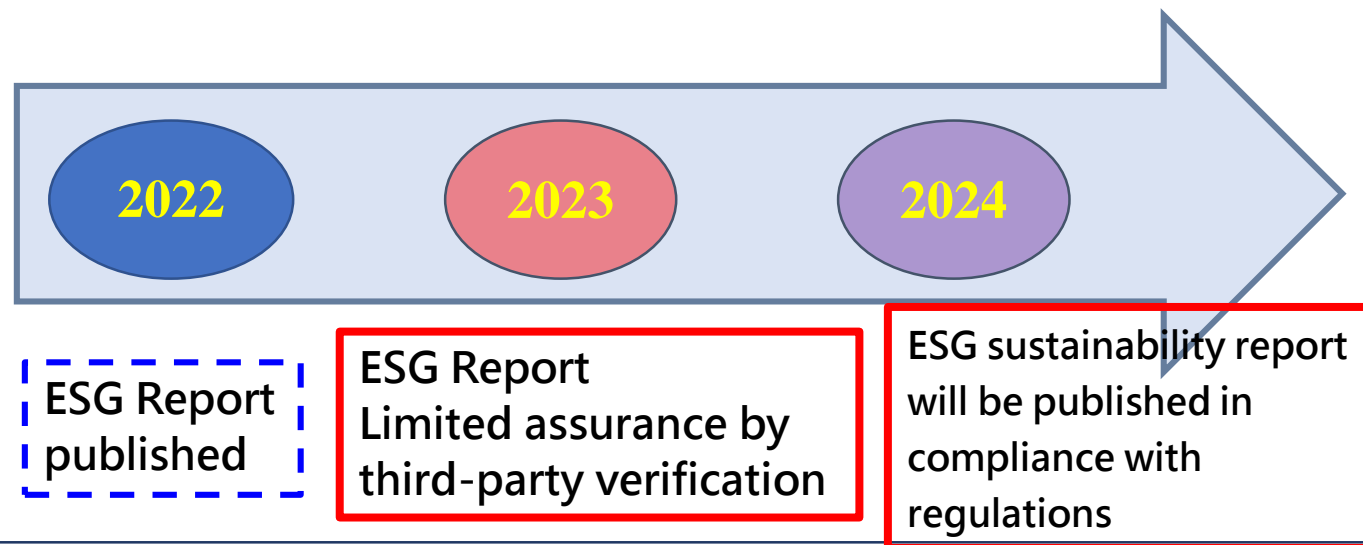 2022
2023
2024
ESG Report
published
ESG Report
Limited assurance by
third-party verification
ESG sustainability report
will be published in
compliance with
regulations